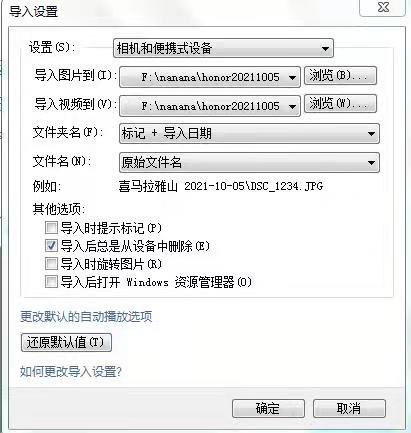 导入设置
设置(S):
相机和便携式设备
导入图片到(I):
F:\nanana\honor20211005
浏览(B)...
导入视频到(V):
F:\nanana\honor20211005
浏览(W)...
文件夹名(F):
标记 + 导入日期
文件名(N):
原始文件名
例如:
喜马拉雅山 2021-10-05\DSC_1234.JPG
其他选项:
导入时提示标记(P)
导入后总是从设备中删除(E)
导入时旋转图片(R)
导入后打开 Windows 资源管理器(O)
更改默认的自动播放选项
还原默认值(T)
如何更改导入设置?
确定
取消